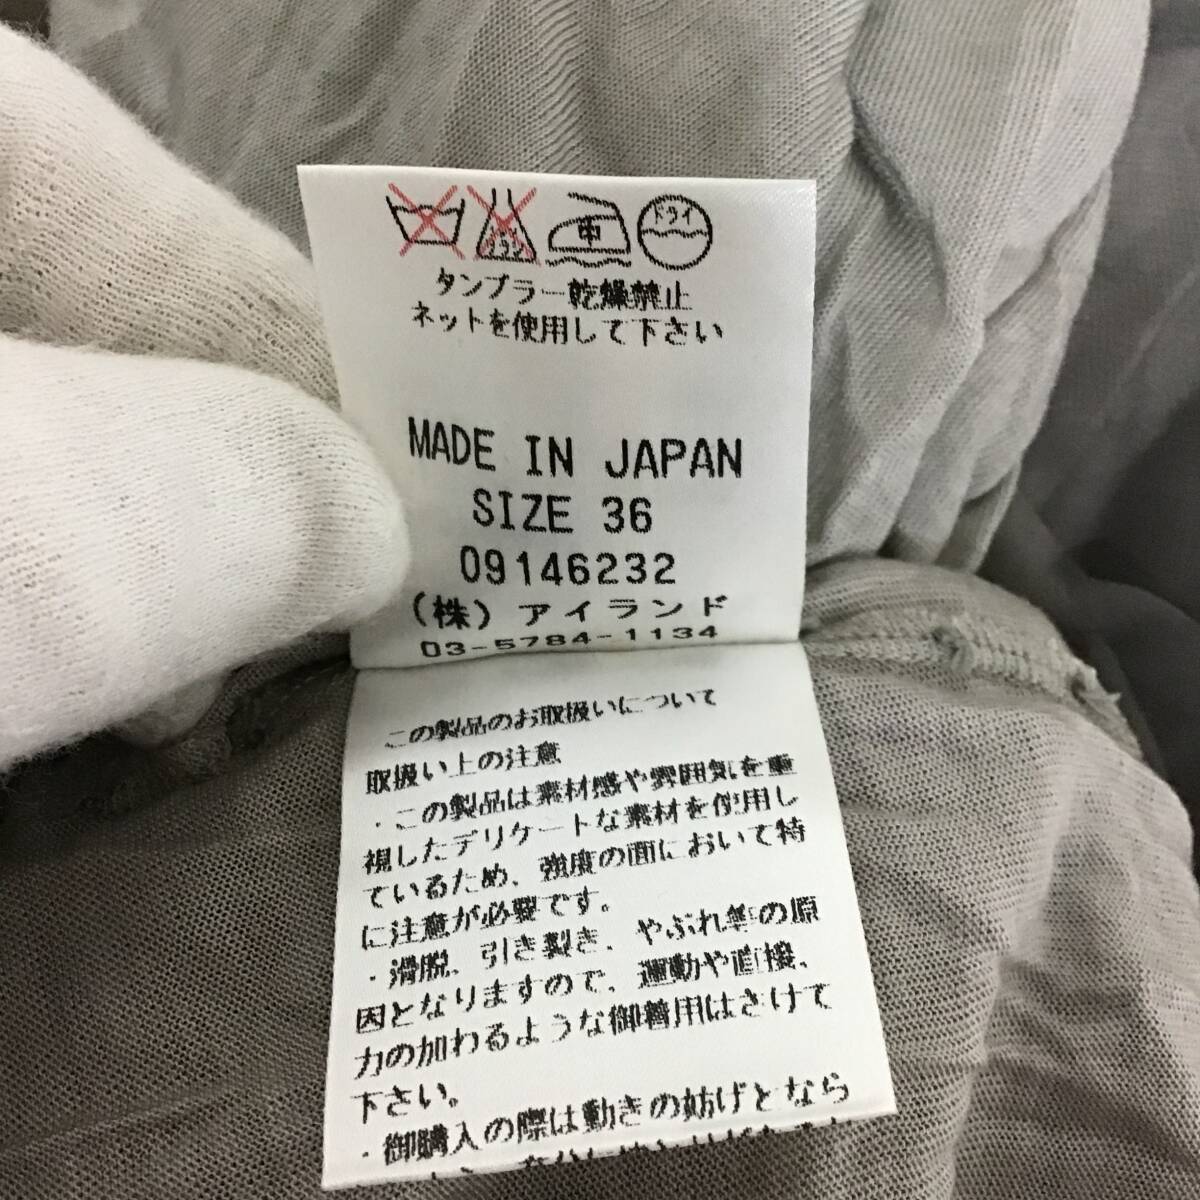 エンソ
サラシ
中
ドライ
タンブラー乾燥禁止
ネットを使用して下さい
MADE IN JAPAN
SIZE 36
09146232
(株)アイランド
03-5784-1134
この製品のお取扱いについて
取扱い上の注意
・この製品は素材感や雰囲気を重
視したデリケートな素材を使用し
ているため、強度の面において特
に注意が必要です。
・滑脱、引き裂き、やぶれ等の原
因となりますので、運動や直接、
力の加わるような御着用はさけて
下さい。
・御購入の際は動きの妨げとなら